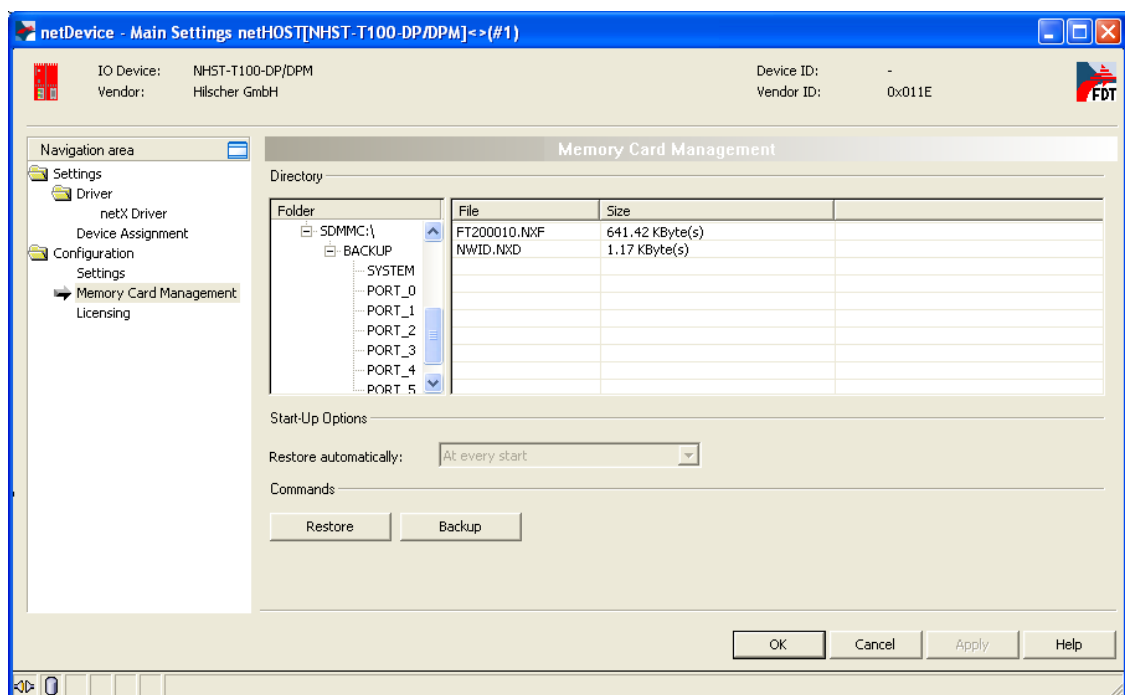 netDevice - Main Settings netHOST[NHST-T100-DP/DPM]<>(#1)
IO Device: NHST-T100-DP/DPM Device ID: -
Vendor: Hilscher GmbH Vendor ID: 0x011E
FDT
Navigation area
Settings
Driver
netX Driver
Device Assignment
Configuration
Settings
Memory Card Management
Licensing
Memory Card Management
Directory
Folder
SDMMC:\
BACKUP
SYSTEM
PORT_0
PORT_1
PORT_2
PORT_3
PORT_4
PORT_5
File Size
FT200010.NXF 641.42 KByte(s)
NWID.NXD 1.17 KByte(s)
Start-Up Options
Restore automatically: At every start
Commands
Restore Backup
OK Cancel Apply Help